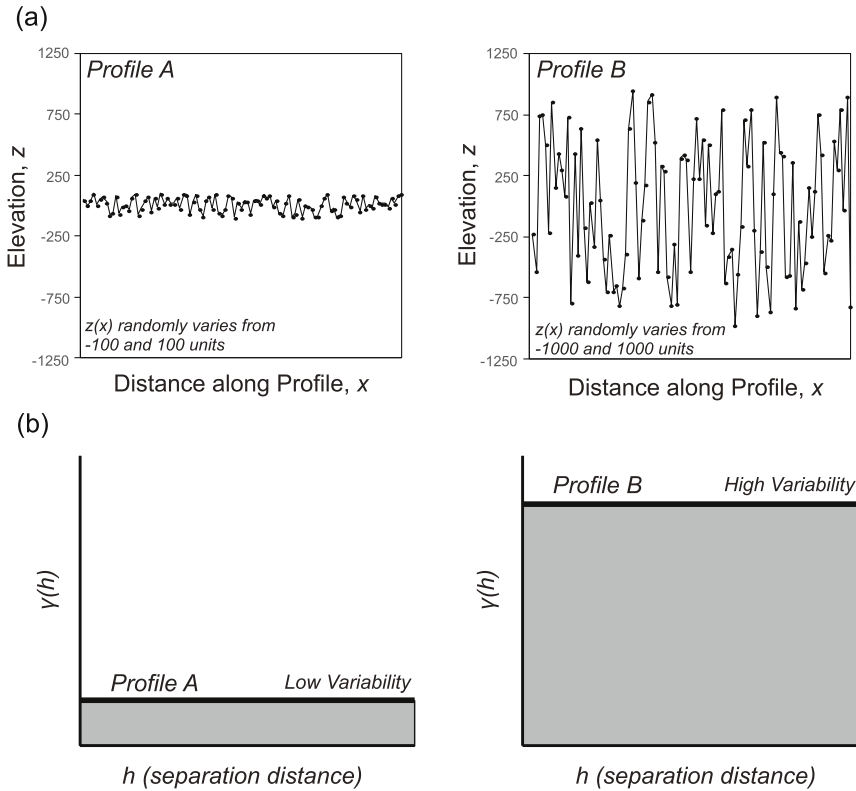 (a)
1250
750
250
-250
-750
-1250
Elevation, z
Profile A
z(x) randomly varies from
-100 and 100 units
Distance along Profile, x
1250
750
250
-250
-750
-1250
Elevation, z
Profile B
z(x) randomly varies from
-1000 and 1000 units
Distance along Profile, x
(b)
γ(h)
Profile A
Low Variability
h (separation distance)
γ(h)
Profile B
High Variability
h (separation distance)